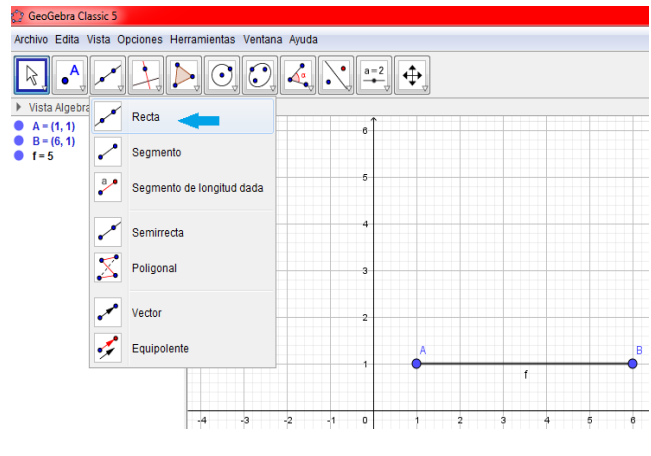 GeoGebra Classic 5
Archivo Edita Vista Opciones Herramientas Ventana Ayuda
A
α
a=2
Vista Algebra
A = (1, 1)
B = (6, 1)
f = 5
Recta
Segmento
a
Segmento de longitud dada
Semirrecta
Poligonal
Vector
Equipolente
6
5
4
3
2
1
A
B
f
-4 -3 -2 -1 0 1 2 3 4 5 6